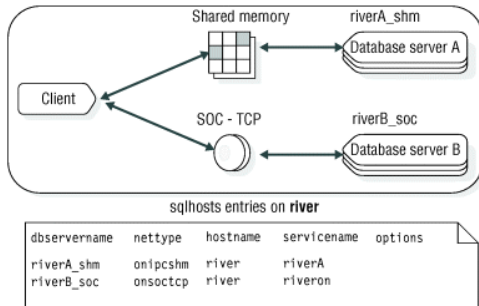 Shared memory
riverA_shm
Database server A
Client
SOC - TCP
riverB_soc
Database server B
sqlhosts entries on river
dbservername nettype hostname servicename options
riverA_shm onipcshm river riverA
riverB_soc onsoctcp river riveron